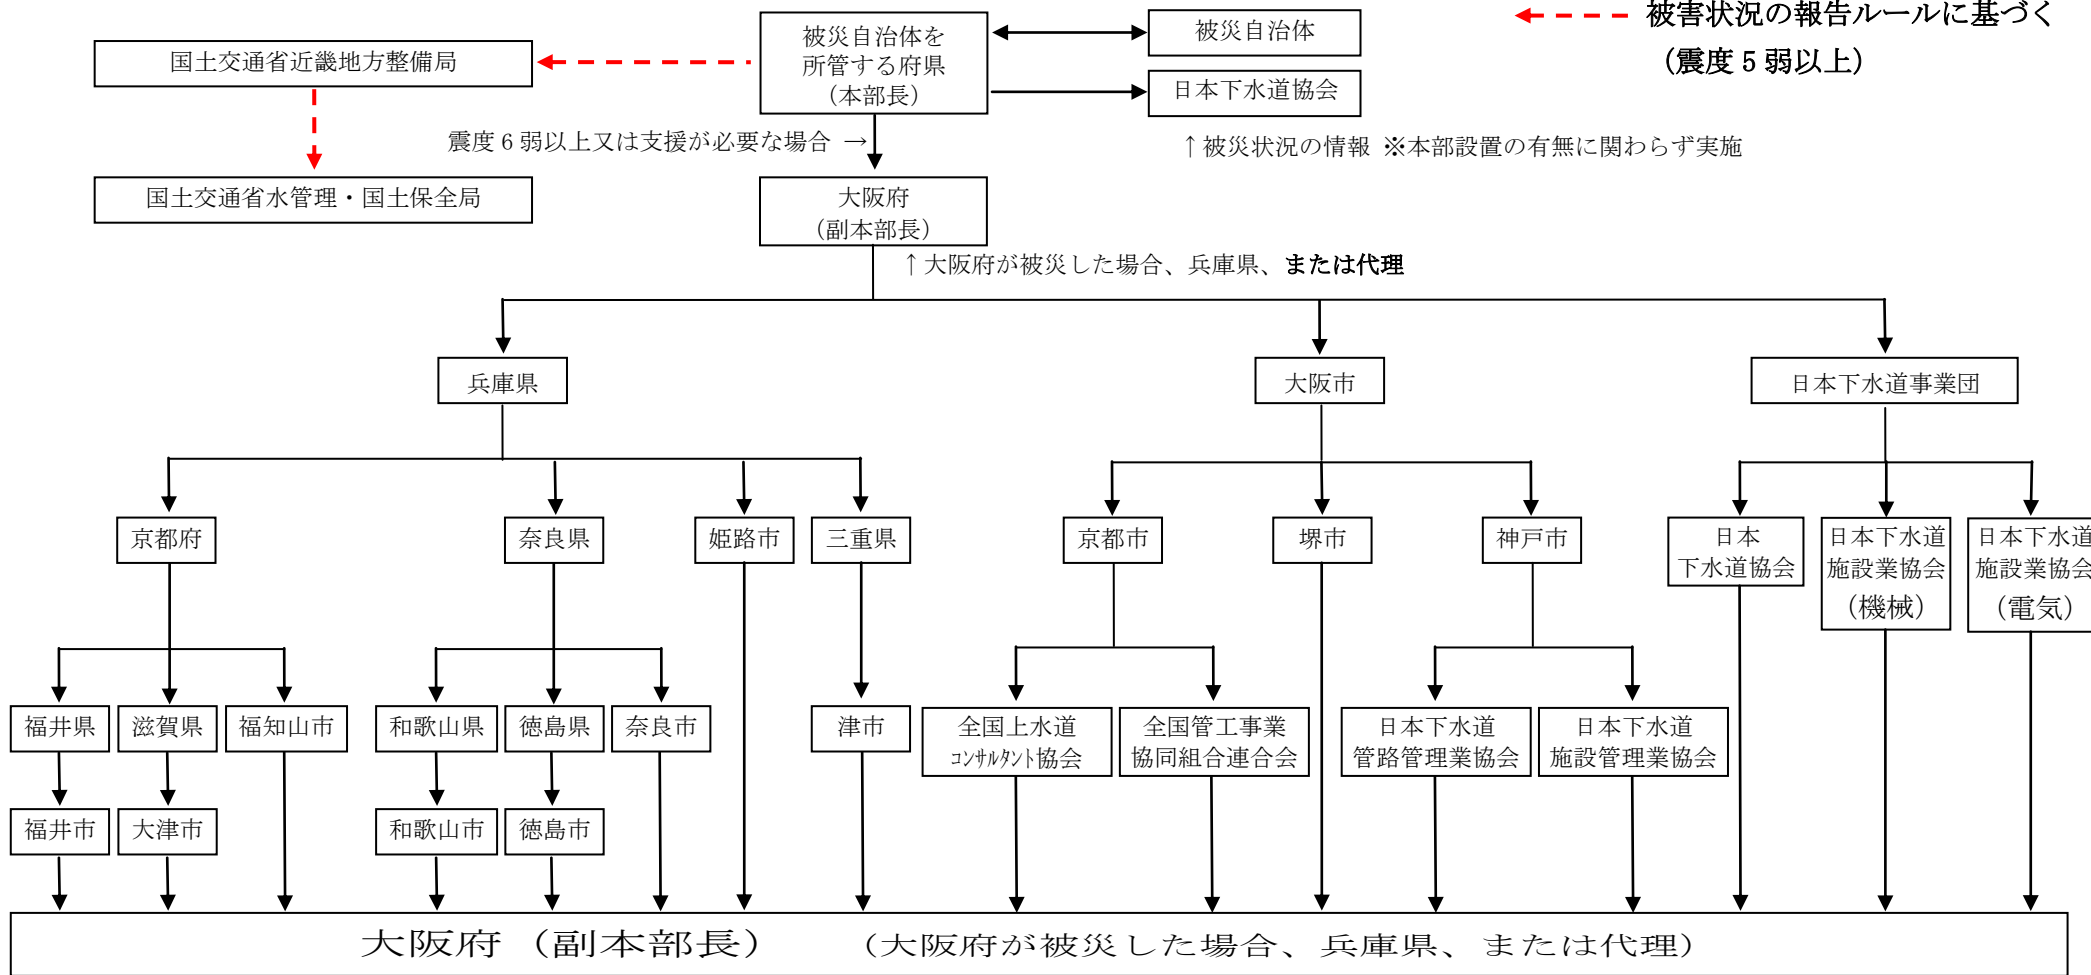 被害状況の報告ルールに基づく
（震度5弱以上）
国土交通省近畿地方整備局
被災自治体を
所管する府県
（本部長）
被災自治体
日本下水道協会
震度6弱以上又は支援が必要な場合 →
↑被災状況の情報 ※本部設置の有無に関わらず実施
国土交通省水管理・国土保全局
大阪府
（副本部長）
↑大阪府が被災した場合、兵庫県、または代理
兵庫県
大阪市
日本下水道事業団
京都府
奈良県
姫路市
三重県
京都市
堺市
神戸市
日本
下水道協会
日本下水道
施設業協会
（機械）
日本下水道
施設業協会
（電気）
福井県
滋賀県
福知山市
和歌山県
徳島県
奈良市
津市
全国上水道
ｺﾝｻﾙﾀﾝﾄ協会
全国管工事業
協同組合連合会
日本下水道
管路管理業協会
日本下水道
施設管理業協会
福井市
大津市
和歌山市
徳島市
大阪府（副本部長） （大阪府が被災した場合、兵庫県、または代理）